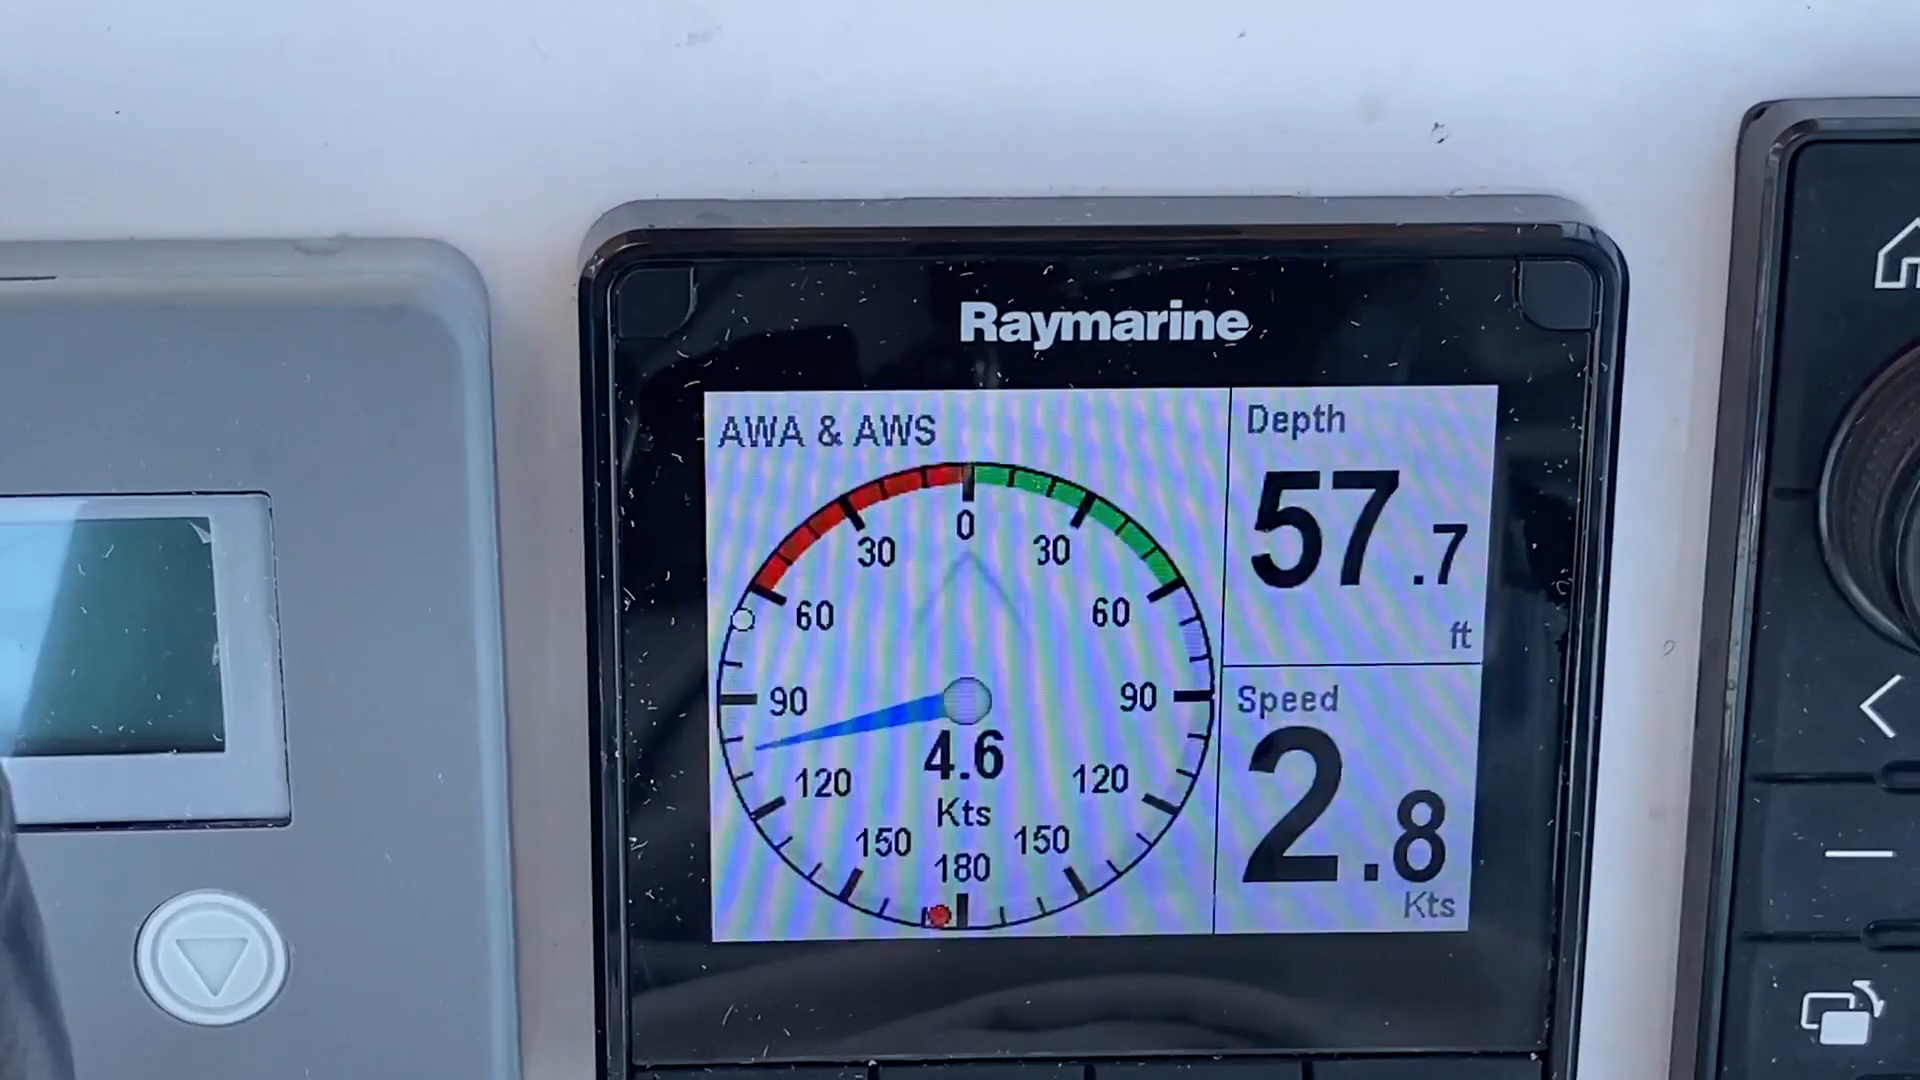 Raymarine
AWA & AWS
0
30
30
60
60
90
90
4.6
Kts
120
120
150
150
180
Depth
57.7
ft
Speed
2.8
Kts